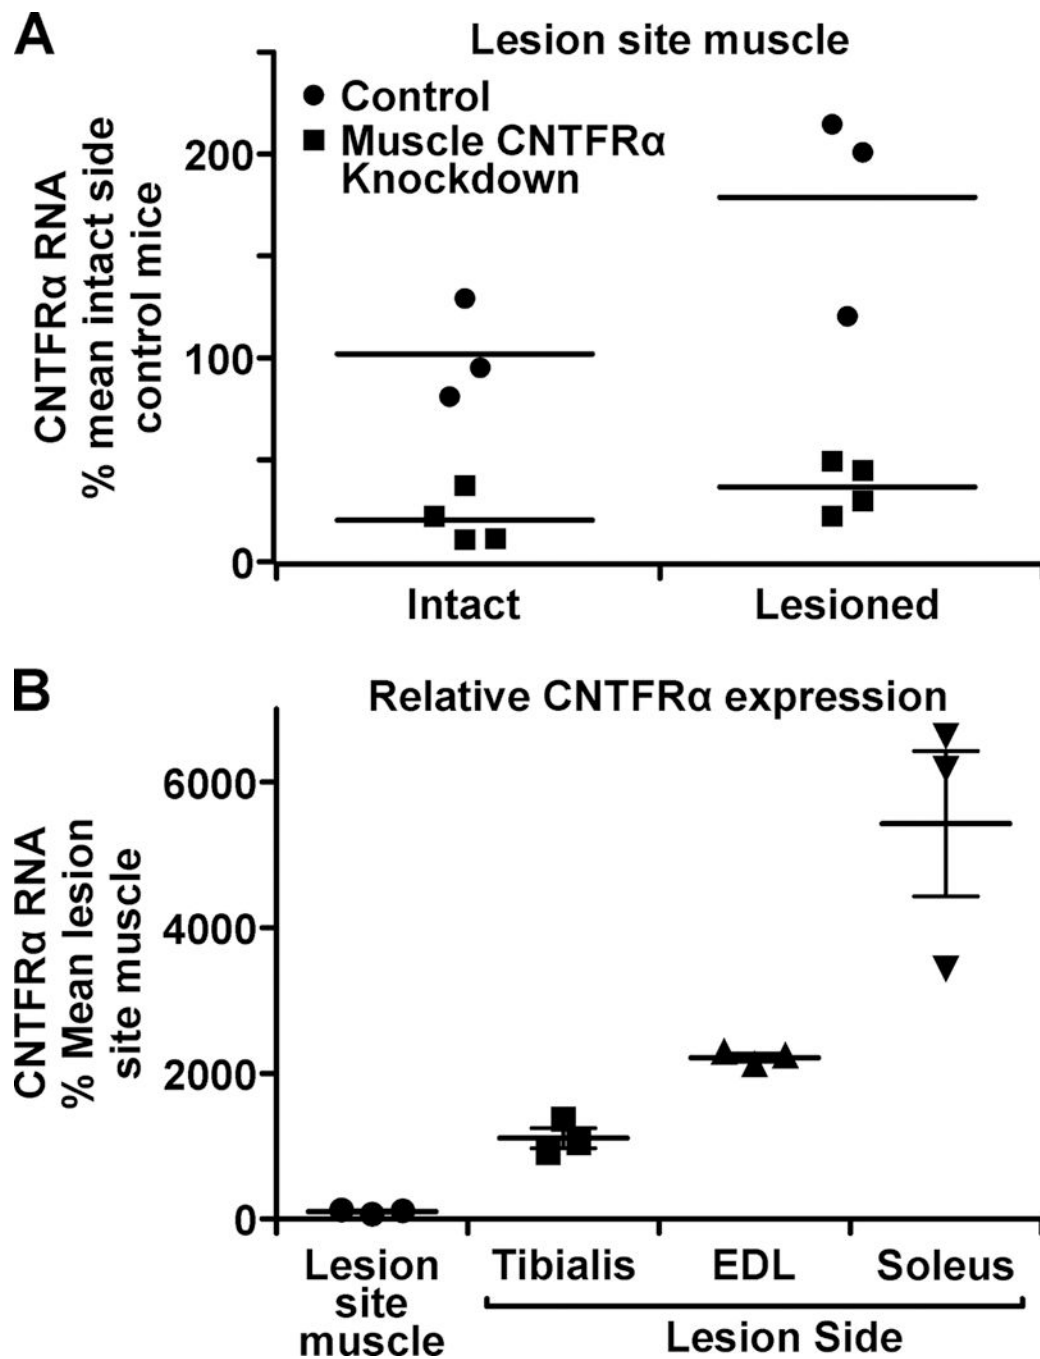 A
Lesion site muscle
CNTFRα RNA
% mean intact side
control mice
Control
Muscle CNTFRα
Knockdown
200
100
0
Intact
Lesioned
B
Relative CNTFRα expression
CNTFRα RNA
% Mean lesion
site muscle
6000
4000
2000
0
Lesion
site
muscle
Tibialis
EDL
Soleus
Lesion Side